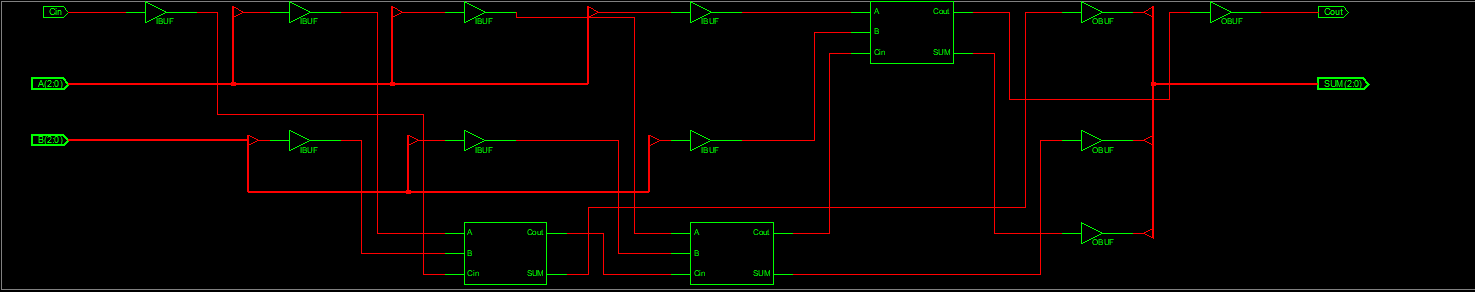 Cin
IBUF
IBUF
IBUF
IBUF
A
B
Cin
Cout
SUM
OBUF
OBUF
Cout
A(2:0)
SUM(2:0)
B(2:0)
IBUF
IBUF
IBUF
OBUF
A
B
Cin
Cout
SUM
A
B
Cin
Cout
SUM
OBUF